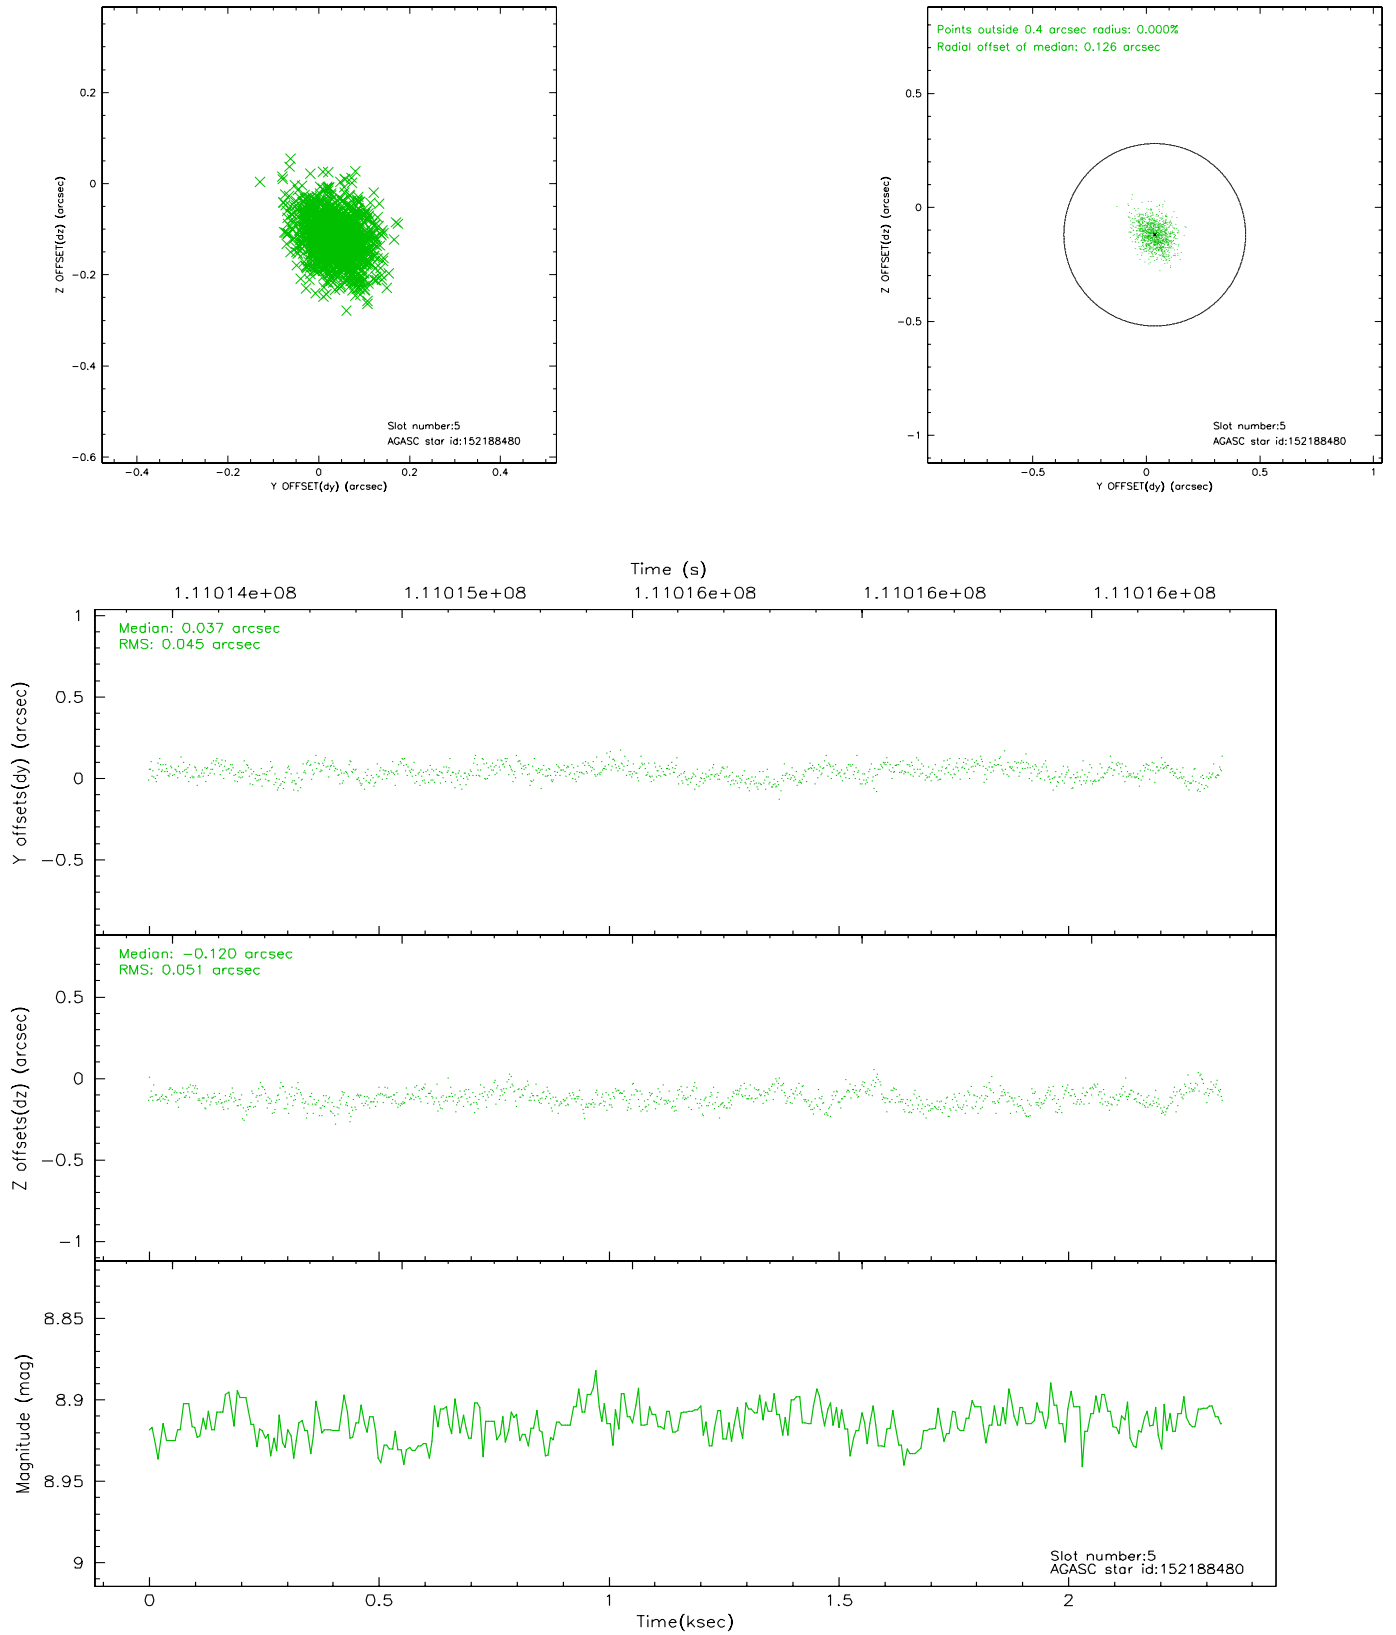 0.2
0
−0.2
−0.4
−0.6
Z OFFSET(dz) (arcsec)
Slot number:5
AGASC star id:152188480
−0.4
−0.2
0
0.2
0.4
Y OFFSET(dy) (arcsec)
Points outside 0.4 arcsec radius: 0.000%
Radial offset of median: 0.126 arcsec
0.5
0
−0.5
−1
Z OFFSET(dz) (arcsec)
Slot number:5
AGASC star id:152188480
−0.5
0
0.5
1
Y OFFSET(dy) (arcsec)
Time (s)
1.11014e+08
1.11015e+08
1.11016e+08
1.11016e+08
1.11016e+08
Median: 0.037 arcsec
RMS: 0.045 arcsec
1
0.5
0
−0.5
Y offsets(dy) (arcsec)
Median: −0.120 arcsec
RMS: 0.051 arcsec
0.5
0
−0.5
−1
Z offsets(dz) (arcsec)
8.85
8.9
8.95
9
Magnitude (mag)
Slot number:5
AGASC star id:152188480
0
0.5
1
1.5
2
Time(ksec)